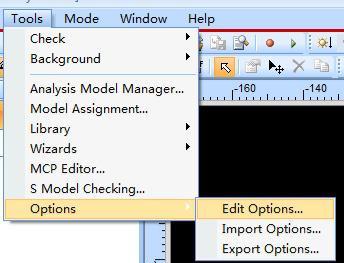 Tools Mode Window Help
Check
Background
-160 -140
Analysis Model Manager...
Model Assignment...
Library
Wizards
MCP Editor...
S Model Checking...
Options Edit Options...
Import Options...
Export Options...